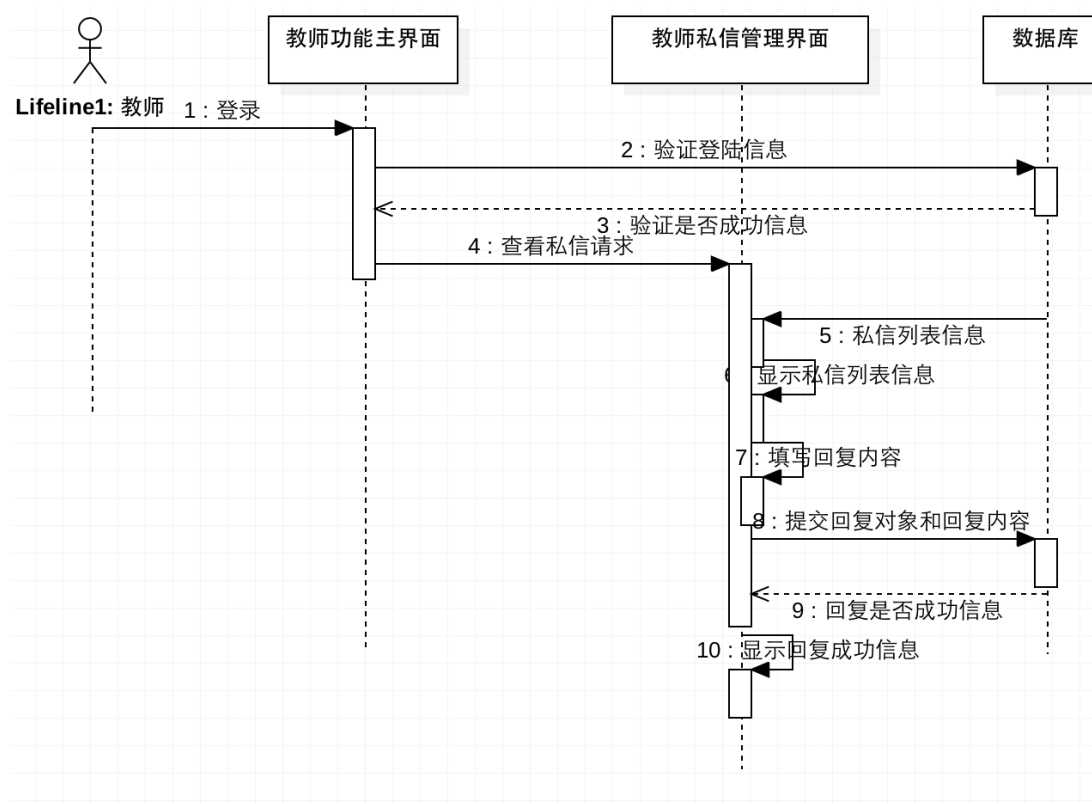 教师功能主界面
教师私信管理界面
数据库
Lifeline1: 教师
1 : 登录
2 : 验证登陆信息
3 : 验证是否成功信息
4 : 查看私信请求
5 : 私信列表信息
6 : 显示私信列表信息
7 : 填写回复内容
8 : 提交回复对象和回复内容
9 : 回复是否成功信息
10 : 显示回复成功信息